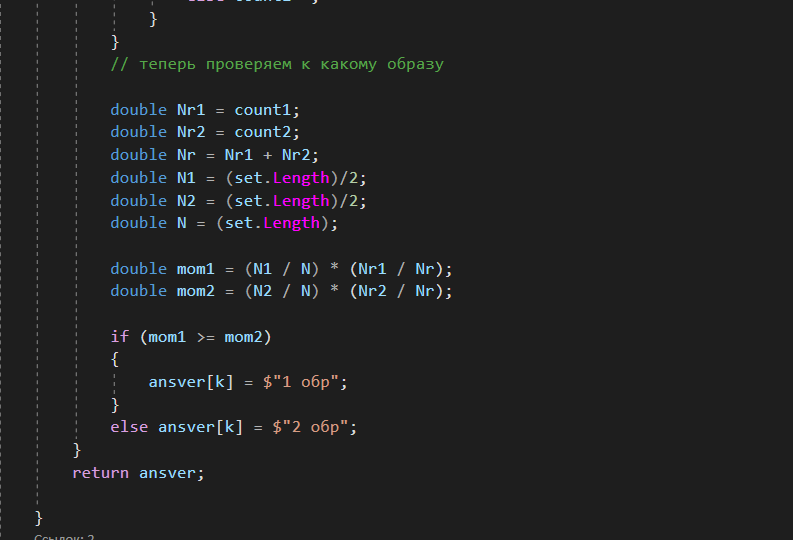 }
}
// теперь проверяем к какому образу
double Nr1 = count1;
double Nr2 = count2;
double Nr = Nr1 + Nr2;
double N1 = (set.Length)/2;
double N2 = (set.Length)/2;
double N = (set.Length);
double mom1 = (N1 / N) * (Nr1 / Nr);
double mom2 = (N2 / N) * (Nr2 / Nr);
if (mom1 >= mom2)
{
ansver[k] = $"1 обр";
}
else ansver[k] = $"2 обр";
}
return ansver;
}
Ссылок: 2